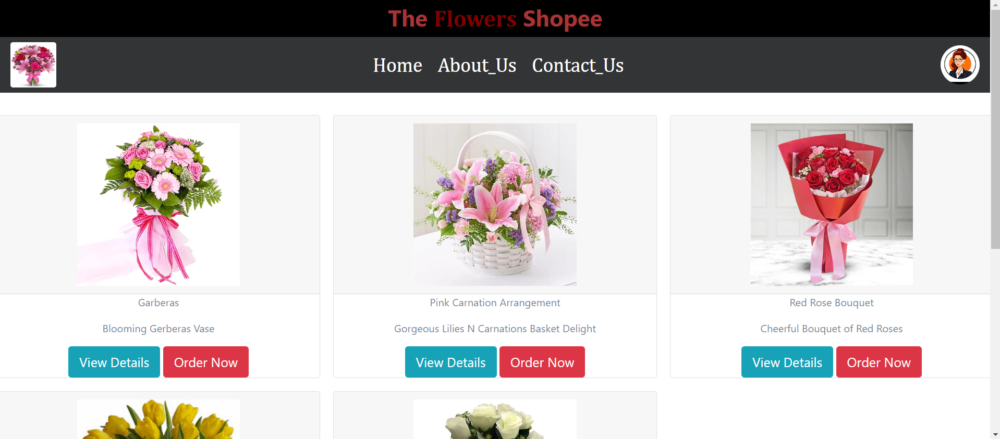 The Flowers Shopee
Home About_Us Contact_Us
Garberas
Blooming Gerberas Vase
View Details Order Now
Pink Carnation Arrangement
Gorgeous Lilies N Carnations Basket Delight
View Details Order Now
Red Rose Bouquet
Cheerful Bouquet of Red Roses
View Details Order Now